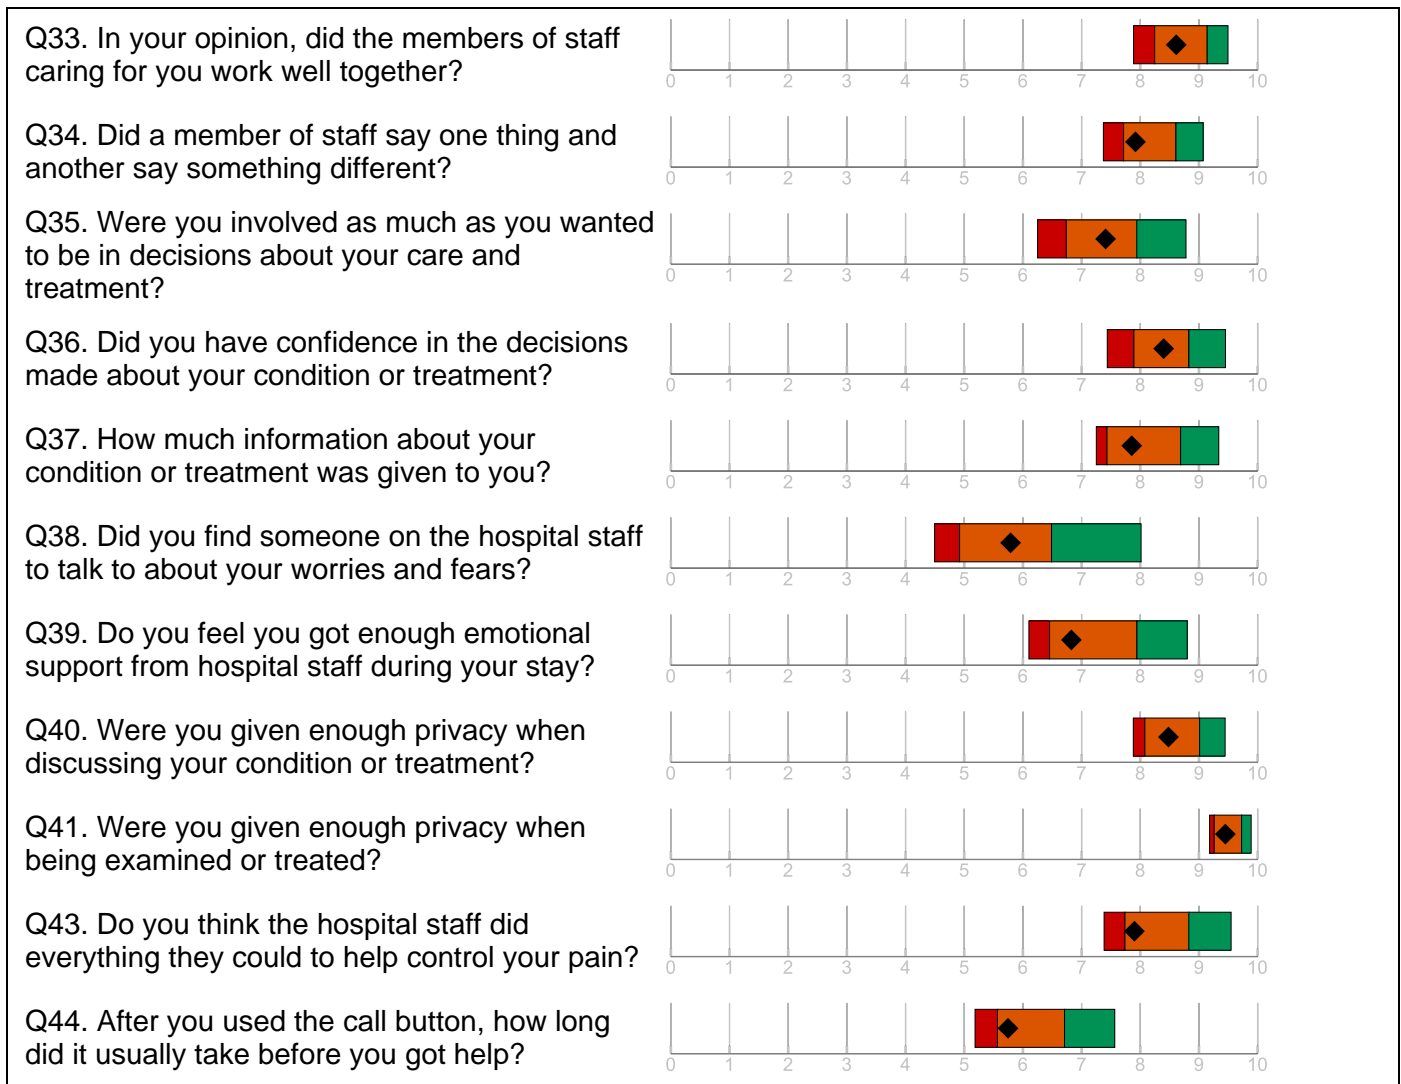 Q33. In your opinion, did the members of staff
caring for you work well together?
0 1 2 3 4 5 6 7 8 9 10
Q34. Did a member of staff say one thing and
another say something different?
0 1 2 3 4 5 6 7 8 9 10
Q35. Were you involved as much as you wanted
to be in decisions about your care and
treatment?
0 1 2 3 4 5 6 7 8 9 10
Q36. Did you have confidence in the decisions
made about your condition or treatment?
0 1 2 3 4 5 6 7 8 9 10
Q37. How much information about your
condition or treatment was given to you?
0 1 2 3 4 5 6 7 8 9 10
Q38. Did you find someone on the hospital staff
to talk to about your worries and fears?
0 1 2 3 4 5 6 7 8 9 10
Q39. Do you feel you got enough emotional
support from hospital staff during your stay?
0 1 2 3 4 5 6 7 8 9 10
Q40. Were you given enough privacy when
discussing your condition or treatment?
0 1 2 3 4 5 6 7 8 9 10
Q41. Were you given enough privacy when
being examined or treated?
0 1 2 3 4 5 6 7 8 9 10
Q43. Do you think the hospital staff did
everything they could to help control your pain?
0 1 2 3 4 5 6 7 8 9 10
Q44. After you used the call button, how long
did it usually take before you got help?
0 1 2 3 4 5 6 7 8 9 10